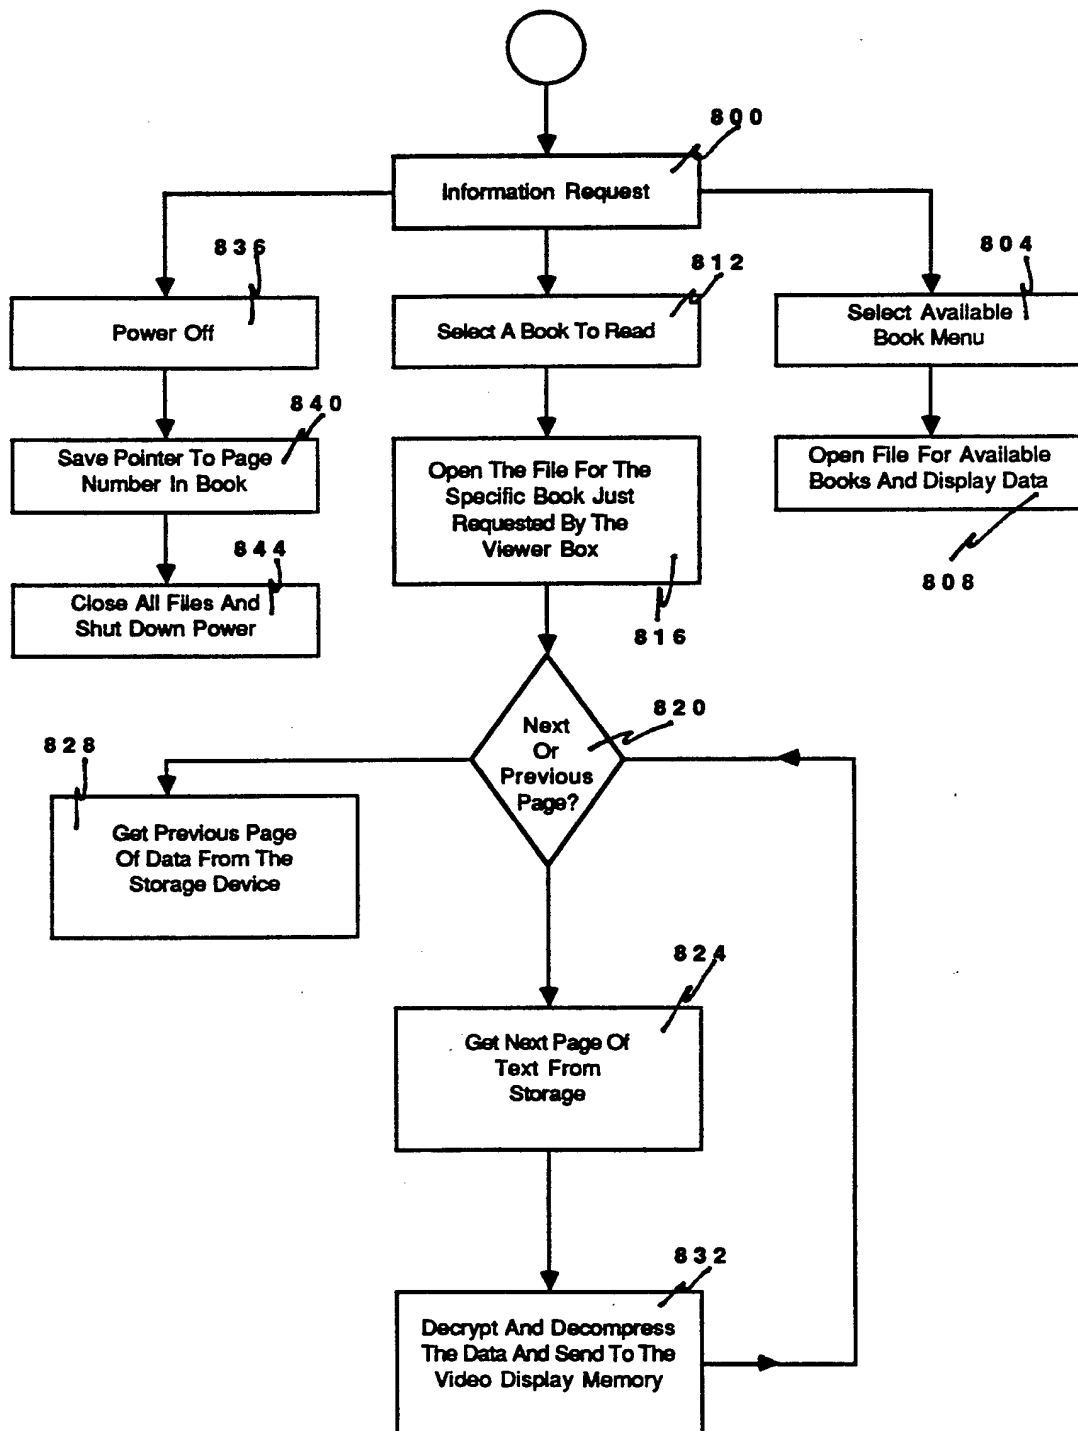 800
Information Request
836
812
804
Power Off
Select A Book To Read
Select Available
Book Menu
840
Save Pointer To Page
Number In Book
Open The File For The
Specific Book Just
Requested By The
Viewer Box
Open File For Available
Books And Display Data
844
808
Close All Files And
Shut Down Power
816
820
Next
Or
Previous
Page?
828
Get Previous Page
Of Data From The
Storage Device
824
Get Next Page Of
Text From
Storage
832
Decrypt And Decompress
The Data And Send To The
Video Display Memory